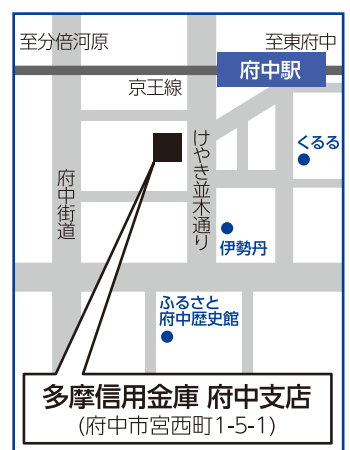 至分倍河原
至東府中
府中駅
京王線
くるる
けやき並木通り
府中街道
伊勢丹
ふるさと
府中歴史館
多摩信用金庫 府中支店
(府中市宮西町1-5-1)